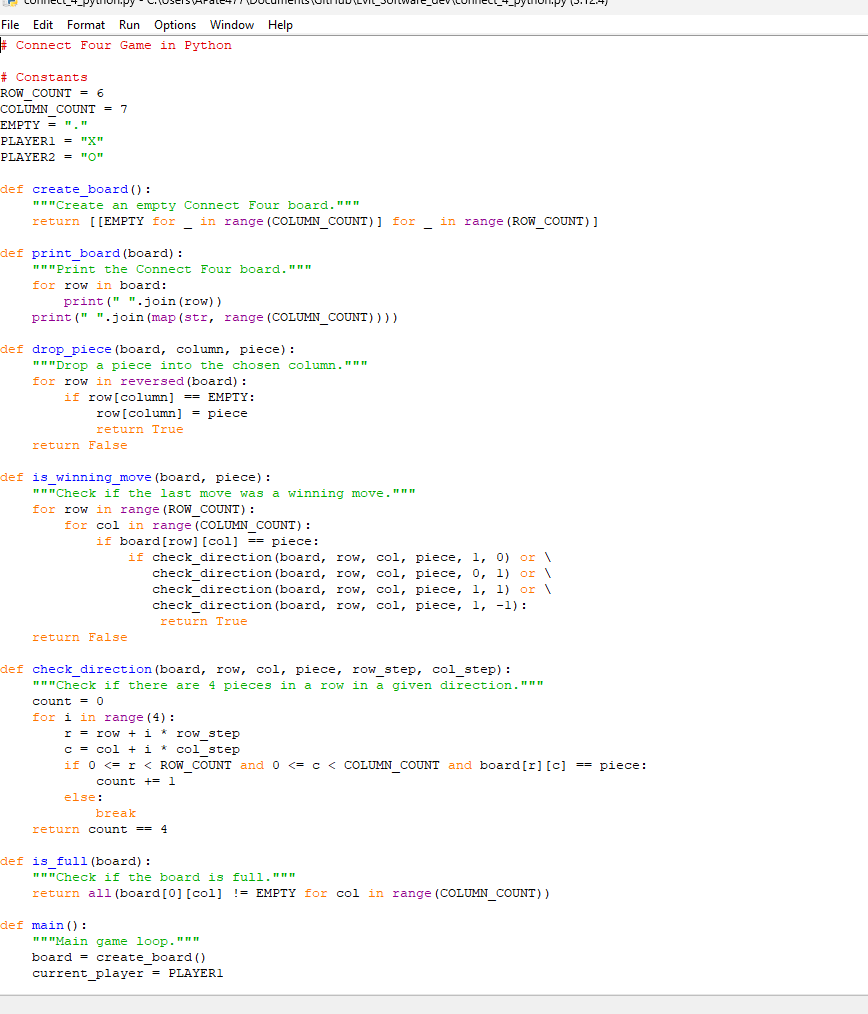 connect_4_python.py - C:\Users\APate477\Documents\GitHub\Evit_Software_dev\connect_4_python.py (3.12.4)
File Edit Format Run Options Window Help
# Connect Four Game in Python

# Constants
ROW_COUNT = 6
COLUMN_COUNT = 7
EMPTY = "."
PLAYER1 = "X"
PLAYER2 = "O"

def create_board():
    """Create an empty Connect Four board."""
    return [[EMPTY for _ in range(COLUMN_COUNT)] for _ in range(ROW_COUNT)]

def print_board(board):
    """Print the Connect Four board."""
    for row in board:
        print(" ".join(row))
    print(" ".join(map(str, range(COLUMN_COUNT))))

def drop_piece(board, column, piece):
    """Drop a piece into the chosen column."""
    for row in reversed(board):
        if row[column] == EMPTY:
            row[column] = piece
            return True
    return False

def is_winning_move(board, piece):
    """Check if the last move was a winning move."""
    for row in range(ROW_COUNT):
        for col in range(COLUMN_COUNT):
            if board[row][col] == piece:
                if check_direction(board, row, col, piece, 1, 0) or \
                   check_direction(board, row, col, piece, 0, 1) or \
                   check_direction(board, row, col, piece, 1, 1) or \
                   check_direction(board, row, col, piece, 1, -1):
                    return True
    return False

def check_direction(board, row, col, piece, row_step, col_step):
    """Check if there are 4 pieces in a row in a given direction."""
    count = 0
    for i in range(4):
        r = row + i * row_step
        c = col + i * col_step
        if 0 <= r < ROW_COUNT and 0 <= c < COLUMN_COUNT and board[r][c] == piece:
            count += 1
        else:
            break
    return count == 4

def is_full(board):
    """Check if the board is full."""
    return all(board[0][col] != EMPTY for col in range(COLUMN_COUNT))

def main():
    """Main game loop."""
    board = create_board()
    current_player = PLAYER1